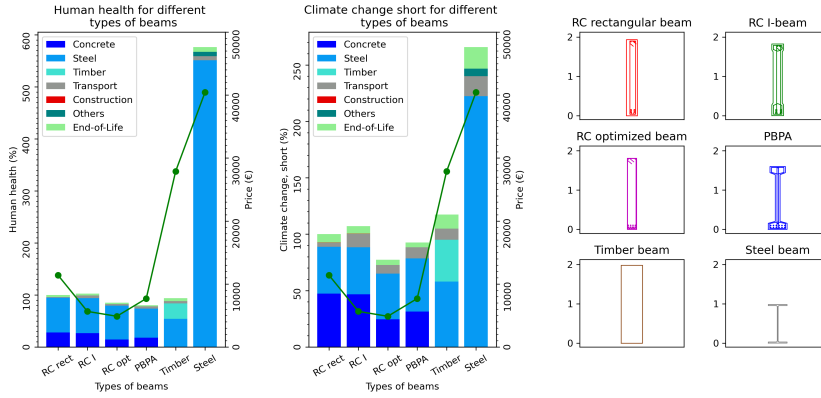 Human health for different
types of beams
600
500
400
300
200
100
0
Human health (%)
Concrete
Steel
Timber
Transport
Construction
Others
End-of-Life
50000
40000
30000
20000
10000
0
Price (€)
RC rect
RC I
RC opt
PBPA
Timber
Steel
Types of beams
Climate change short for different
types of beams
250
200
150
100
50
0
Climate change, short (%)
Concrete
Steel
Timber
Transport
Construction
Others
End-of-Life
50000
40000
30000
20000
10000
0
Price (€)
RC rect
RC I
RC opt
PBPA
Timber
Steel
Types of beams
RC rectangular beam
2
1
0
RC I-beam
2
1
0
RC optimized beam
2
1
0
PBPA
2
1
0
Timber beam
2
1
0
Steel beam
2
1
0